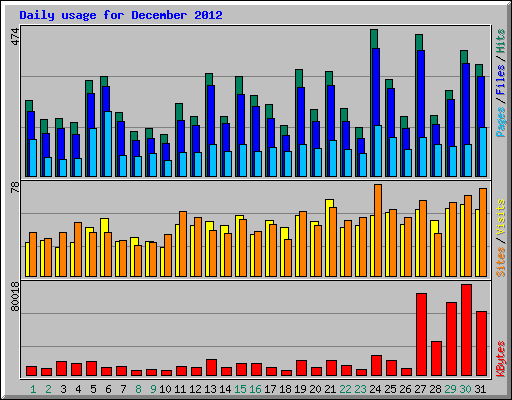 Daily usage for December 2012
474
Pages / Files / Hits
78
Sites / Visits
80018
KBytes
1 2 3 4 5 6 7 8 9 10 11 12 13 14 15 16 17 18 19 20 21 22 23 24 25 26 27 28 29 30 31